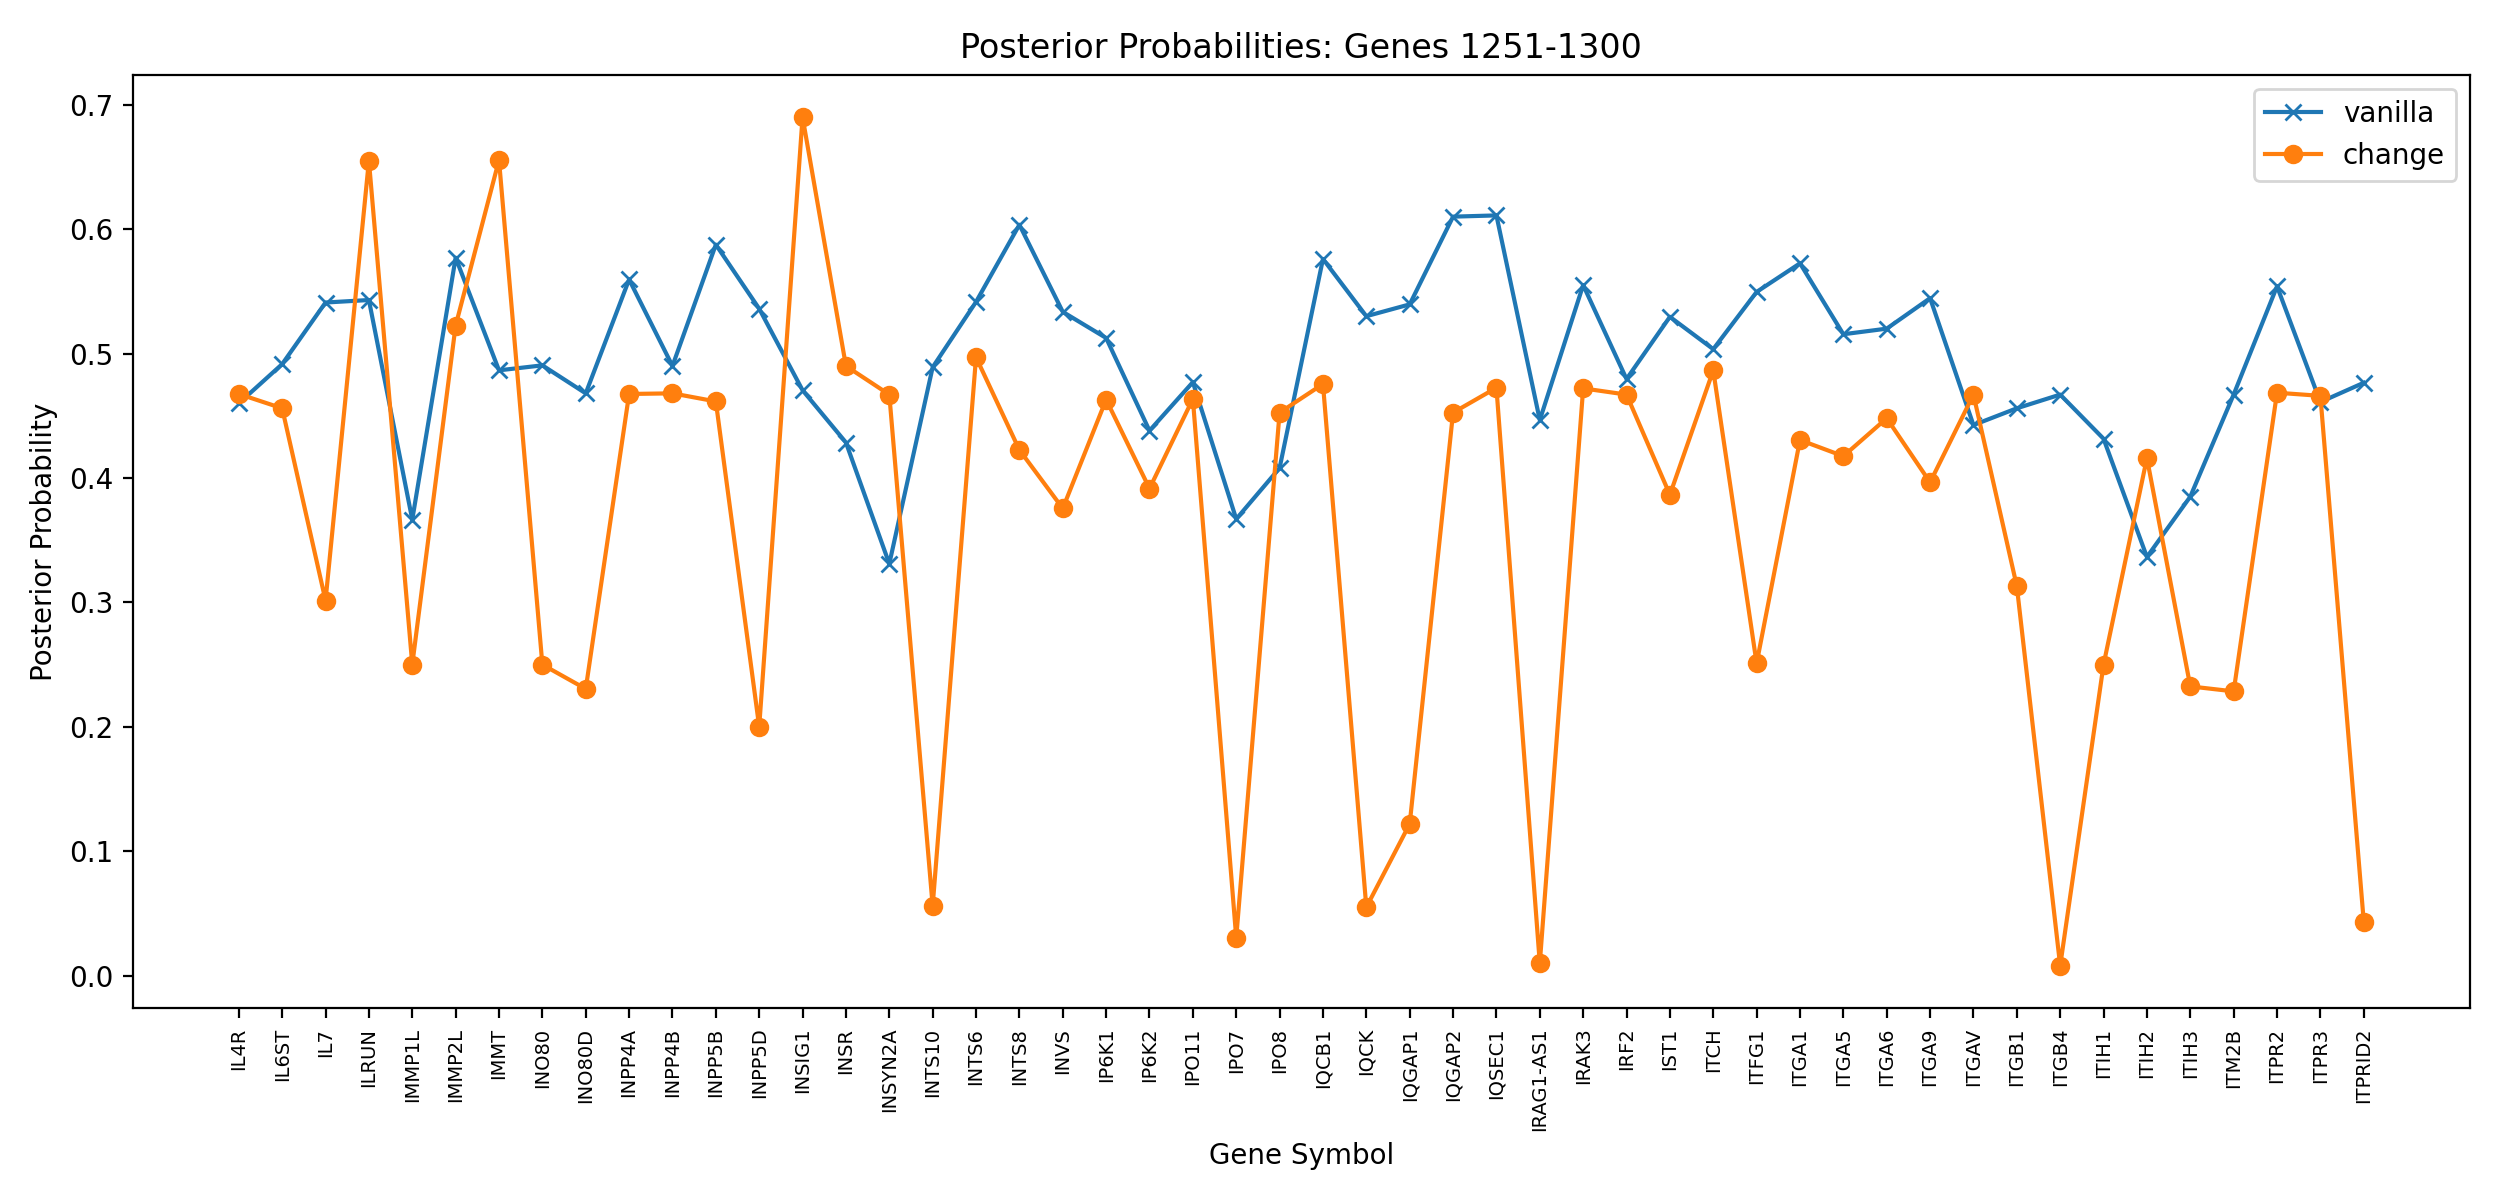 Posterior Probabilities: Genes 1251-1300
vanilla
change
Posterior Probability
0.7
0.6
0.5
0.4
0.3
0.2
0.1
0.0
IL4R
IL6ST
IL7
ILRUN
IMMP1L
IMMP2L
IMMT
INO80
INO80D
INPP4A
INPP4B
INPP5B
INPP5D
INSIG1
INSR
INSYN2A
INTS10
INTS6
INTS8
INVS
IP6K1
IP6K2
IPO11
IPO7
IPO8
IQCB1
IQCK
IQGAP1
IQGAP2
IQSEC1
IRAG1-AS1
IRAK3
IRF2
IST1
ITCH
ITFG1
ITGA1
ITGA5
ITGA6
ITGA9
ITGAV
ITGB1
ITGB4
ITIH1
ITIH2
ITIH3
ITM2B
ITPR2
ITPR3
ITPRID2
Gene Symbol